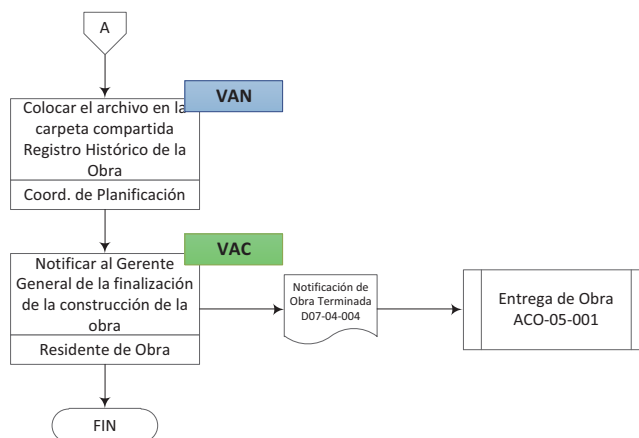 A
VAN
Colocar el archivo en la
carpeta compartida
Registro Histórico de la
Obra
Coord. de Planificación
VAC
Notificar al Gerente
General de la finalización
de la construcción de la
obra
Residente de Obra
Notificación de
Obra Terminada
D07-04-004
Entrega de Obra
ACO-05-001
FIN